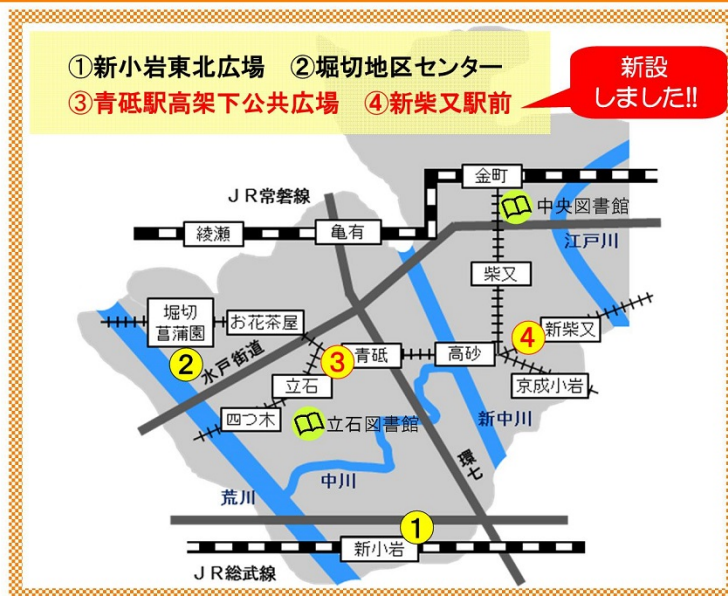 ①新小岩東北広場 ②堀切地区センター
③青砥駅高架下公共広場 ④新柴又駅前
新設
しました!!
金町
JR常磐線
中央図書館
綾瀬
亀有
江戸川
柴又
堀切
菖蒲園
お花茶屋
新柴又
4
水戸街道
3
青砥
高砂
2
立石
京成小岩
四つ木
立石図書館
新中川
環七
中川
荒川
1
新小岩
JR総武線